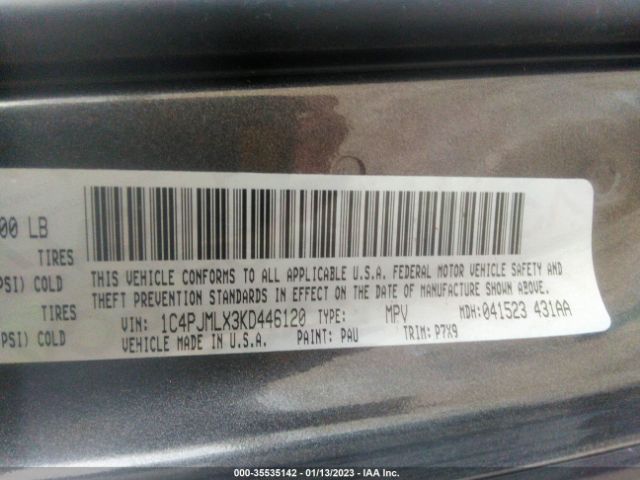 00 LB
TIRES
PSI) COLD
TIRES
PSI) COLD
THIS VEHICLE CONFORMS TO ALL APPLICABLE U.S.A. FEDERAL MOTOR VEHICLE SAFETY AND
THEFT PREVENTION STANDARDS IN EFFECT ON THE DATE OF MANUFACTURE SHOWN ABOVE.
VIN: 1C4PJMLX3KD446120 TYPE: MPV MDH:041523 431AA
VEHICLE MADE IN U.S.A. PAINT: PAU TRIM: P7X9
000-35535142 - 01/13/2023 - IAA Inc.